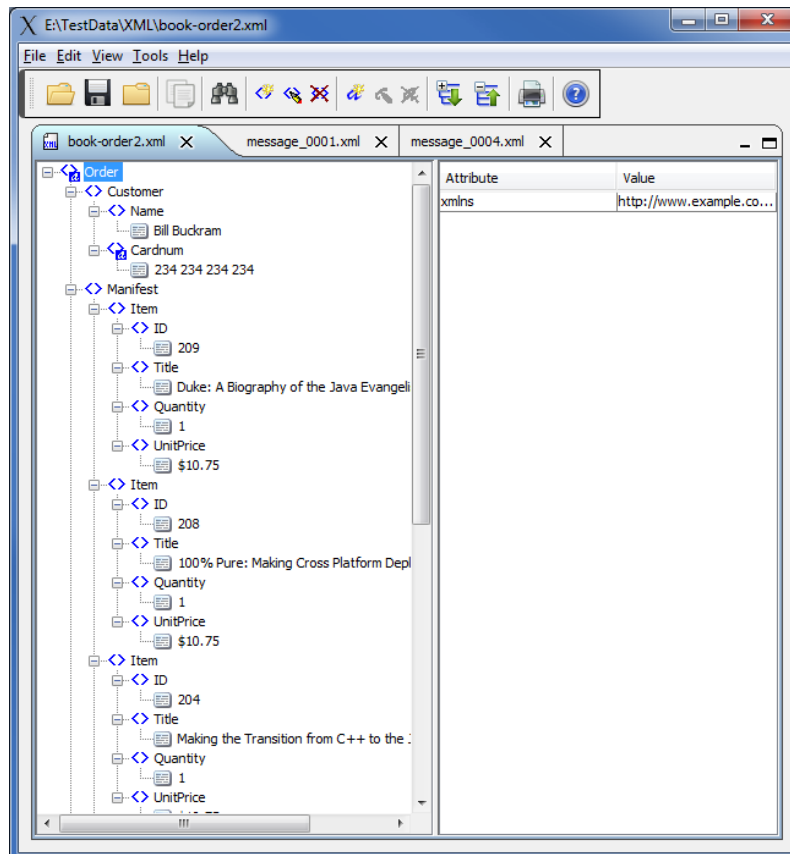 E:\TestData\XML\book-order2.xml
File Edit View Tools Help
book-order2.xml message_0001.xml message_0004.xml
Order
Customer
Name
Bill Buckram
Cardnum
234 234 234 234
Manifest
Item
ID
209
Title
Duke: A Biography of the Java Evangeli
Quantity
1
UnitPrice
$10.75
Item
ID
208
Title
100% Pure: Making Cross Platform Depl
Quantity
1
UnitPrice
$10.75
Item
ID
204
Title
Making the Transition from C++ to the
Quantity
1
UnitPrice
Attribute Value
xmlns http://www.example.co...